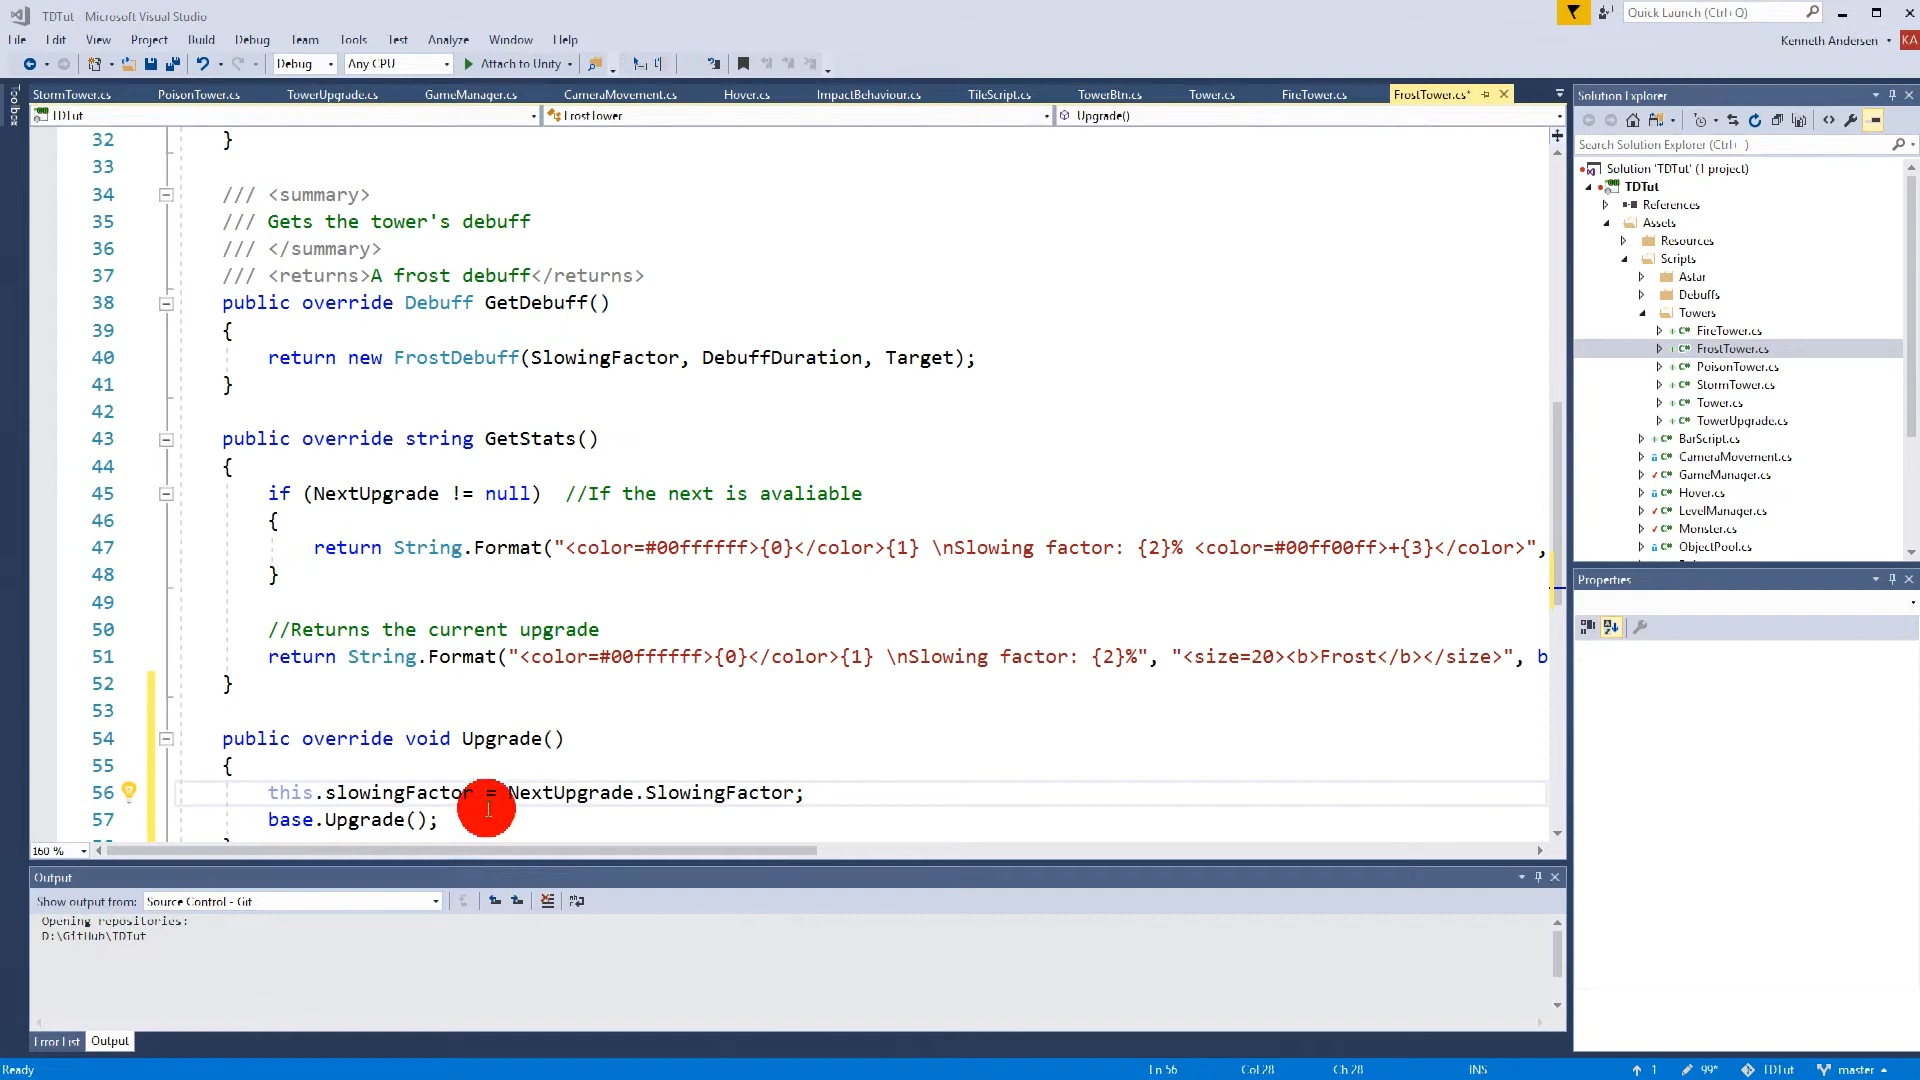 TDTut - Microsoft Visual Studio
Quick Launch (Ctrl+Q)
File Edit View Project Build Debug Team Tools Test Analyze Window Help
Kenneth Andersen KA
Debug Any CPU Attach to Unity
Toolbox
StormTower.cs PoisonTower.cs TowerUpgrade.cs GameManager.cs CameraMovement.cs Hover.cs ImpactBehaviour.cs TileScript.cs TowerBtn.cs Tower.cs FireTower.cs FrostTower.cs*
TDTut FrostTower Upgrade()
32 }
33
34 /// <summary>
35 /// Gets the tower's debuff
36 /// </summary>
37 /// <returns>A frost debuff</returns>
38 public override Debuff GetDebuff()
39 {
40 return new FrostDebuff(SlowingFactor, DebuffDuration, Target);
41 }
42
43 public override string GetStats()
44 {
45 if (NextUpgrade != null) //If the next is avaliable
46 {
47 return String.Format("<color=#00ffffff>{0}</color>{1} \nSlowing factor: {2}% <color=#00ff00ff>+{3}</color>",
48 }
49
50 //Returns the current upgrade
51 return String.Format("<color=#00ffffff>{0}</color>{1} \nSlowing factor: {2}%", "<size=20><b>Frost</b></size>", b
52 }
53
54 public override void Upgrade()
55 {
56 this.slowingFactor = NextUpgrade.SlowingFactor;
57 base.Upgrade();
160 %
Output
Show output from: Source Control - Git
Opening repositories:
D:\GitHub\TDTut
Error List Output
Solution Explorer
Search Solution Explorer (Ctrl+ )
Solution 'TDTut' (1 project)
TDTut
References
Assets
Resources
Scripts
Astar
Debuffs
Towers
FireTower.cs
FrostTower.cs
PoisonTower.cs
StormTower.cs
Tower.cs
TowerUpgrade.cs
BarScript.cs
CameraMovement.cs
GameManager.cs
Hover.cs
LevelManager.cs
Monster.cs
ObjectPool.cs
Properties
Ready Ln 56 Col 28 Ch 28 INS 1 99* TDTut master